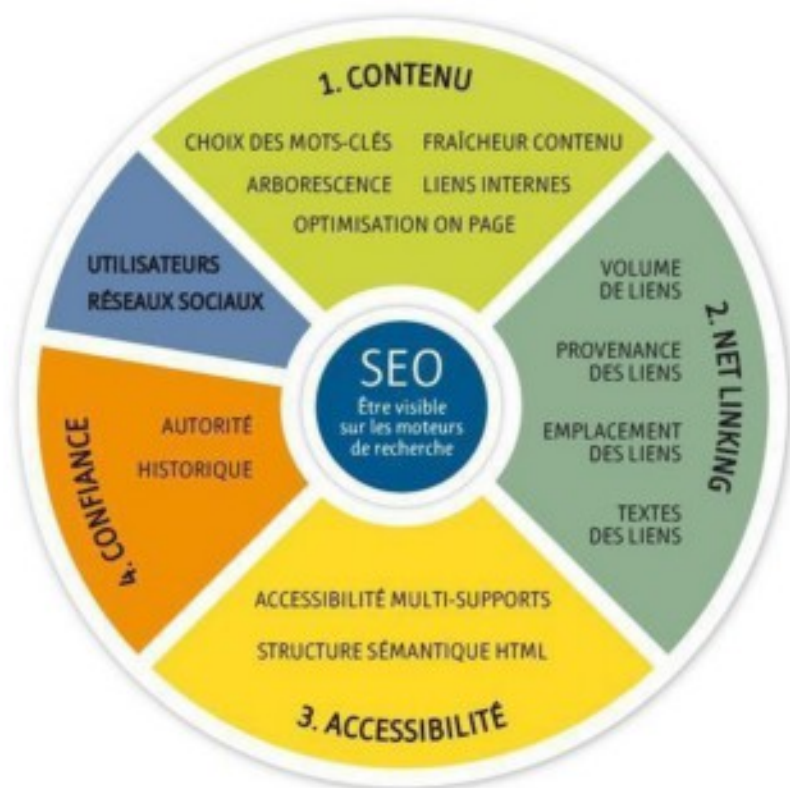 1. CONTENU
CHOIX DES MOTS-CLÉS FRAÎCHEUR CONTENU
ARBORESCENCE LIENS INTERNES
OPTIMISATION ON PAGE
UTILISATEURS
RÉSEAUX SOCIAUX
SEO
Être visible
sur les moteurs
de recherche
2. NET LINKING
VOLUME
DE LIENS
PROVENANCE
DES LIENS
EMPLACEMENT
DES LIENS
TEXTES
DES LIENS
4. CONFIANCE
AUTORITÉ
HISTORIQUE
ACCESSIBILITÉ MULTI-SUPPORTS
STRUCTURE SÉMANTIQUE HTML
3. ACCESSIBILITÉ